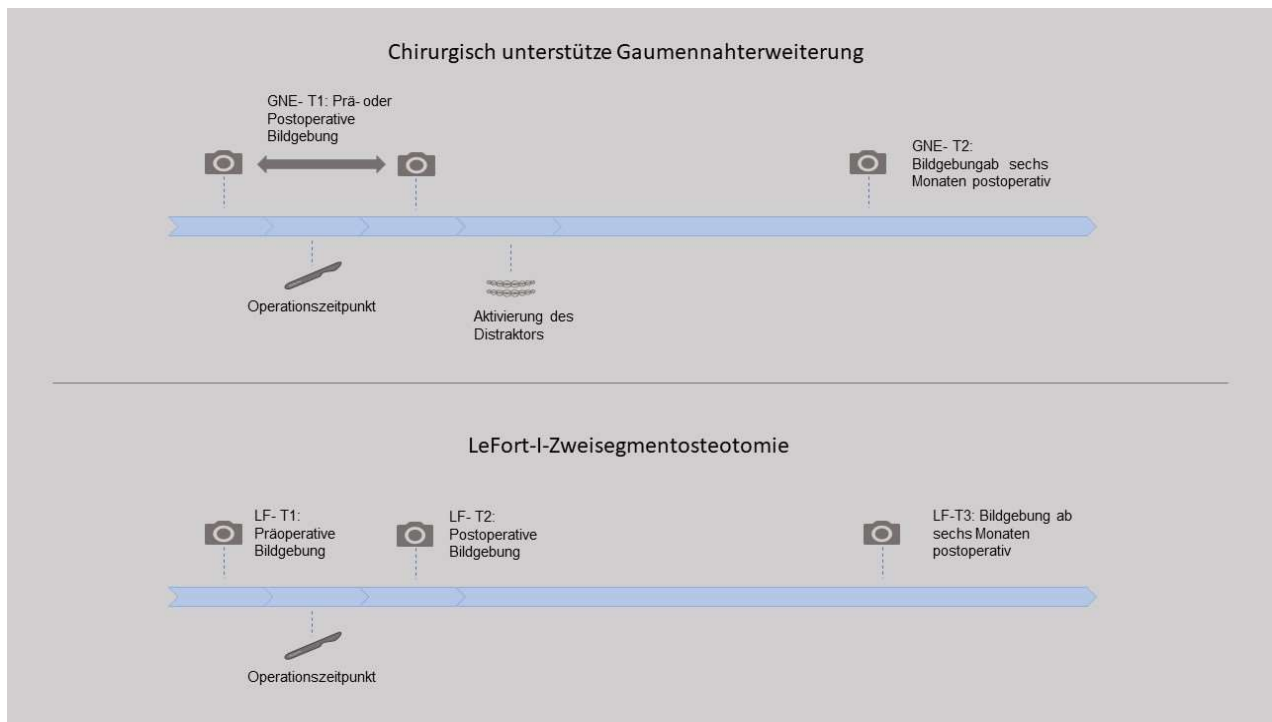 Chirurgisch unterstütze Gaumennahterweiterung
GNE- T1: Prä- oder
Postoperative
Bildgebung
GNE- T2:
Bildgebungab sechs
Monaten postoperativ
Operationszeitpunkt
Aktivierung des
Distraktors
LeFort-I-Zweisegmentosteotomie
LF- T1:
Präoperative
Bildgebung
LF- T2:
Postoperative
Bildgebung
LF-T3: Bildgebung ab
sechs Monaten
postoperativ
Operationszeitpunkt